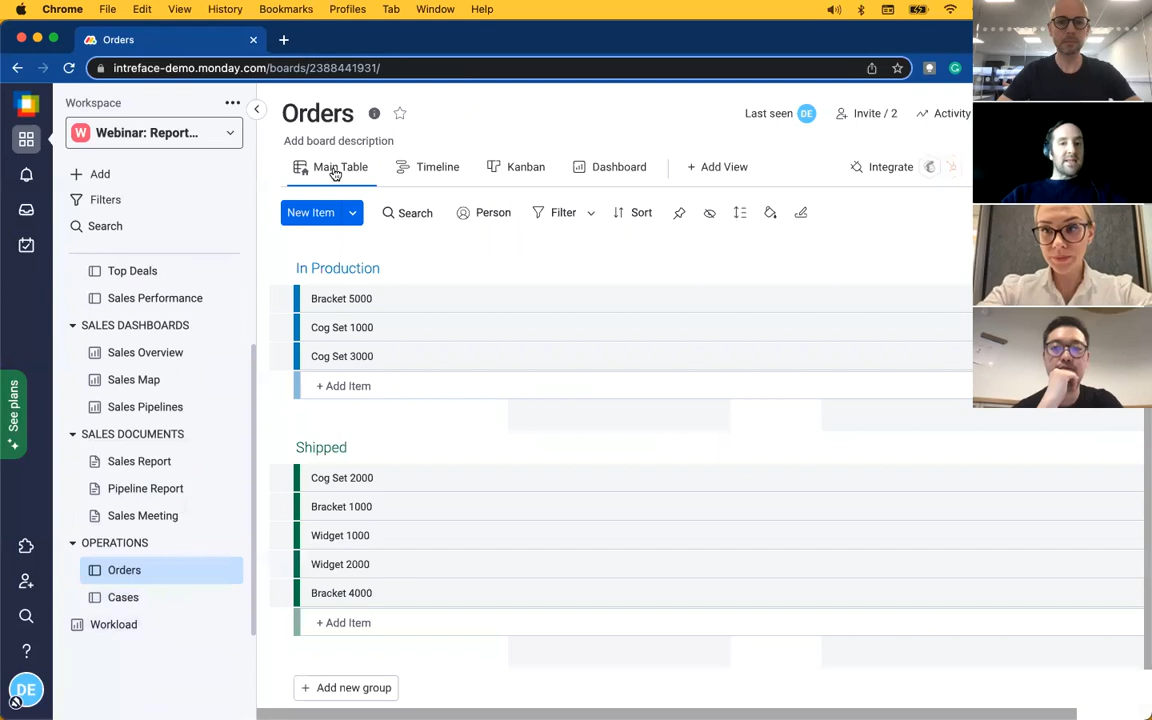 Chrome File Edit View History Bookmarks Profiles Tab Window Help
Orders
intreface-demo.monday.com/boards/2388441931/
Workspace
W Webinar: Report...
Add
Filters
Search
Top Deals
Sales Performance
SALES DASHBOARDS
Sales Overview
Sales Map
Sales Pipelines
SALES DOCUMENTS
Sales Report
Pipeline Report
Sales Meeting
OPERATIONS
Orders
Cases
Workload
See plans
DE
Orders
Last seen DE Invite / 2 Activity
Add board description
Main Table Timeline Kanban Dashboard + Add View Integrate
New Item Search Person Filter Sort
In Production
Bracket 5000
Cog Set 1000
Cog Set 3000
+ Add Item
Shipped
Cog Set 2000
Bracket 1000
Widget 1000
Widget 2000
Bracket 4000
+ Add Item
+ Add new group